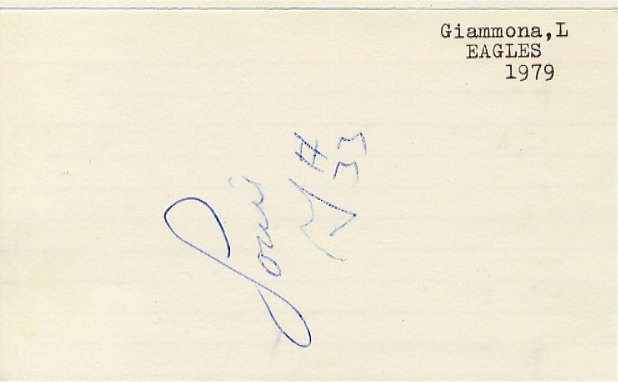 Giammona,L
EAGLES
1979
Louie
#33